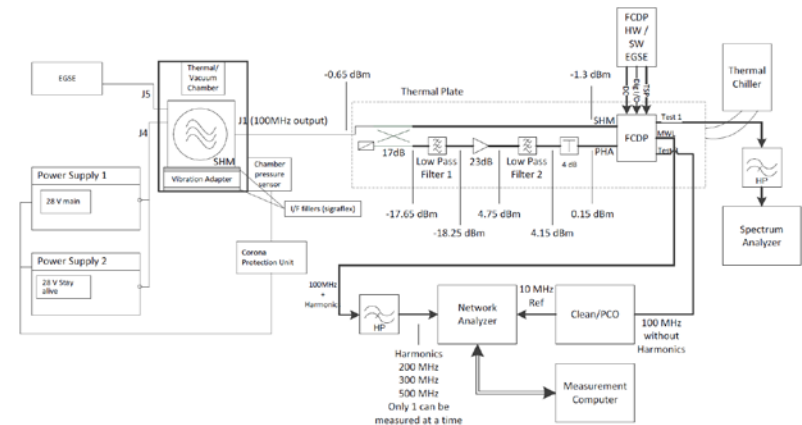 FCDP
HW /
SW
EGSE
EGSE
Thermal/
Vacuum
Chamber
J5
J4
J1 (100MHz output)
SHM
Vibration Adapter
Chamber
pressure
sensor
I/F fillers (sigraflex)
Power Supply 1
28 V main
Power Supply 2
28 V Stay
alive
Corona
Protection Unit
-0.65 dBm
Thermal Plate
-1.3 dBm
17dB
Low Pass
Filter 1
23dB
Low Pass
Filter 2
4 dB
SHM
PHA
-17.65 dBm
-18.25 dBm
4.75 dBm
4.15 dBm
0.15 dBm
DC
Dig I/O
FCDP
Test 1
MWL
Thermal
Chiller
HP
Spectrum
Analyzer
100MHz
+
Harmonic
HP
Harmonics
200 MHz
300 MHz
500 MHz
Only 1 can be
measured at a time
Network
Analyzer
10 MHz
Ref
Clean/PCO
100 MHz
without
Harmonics
Measurement
Computer